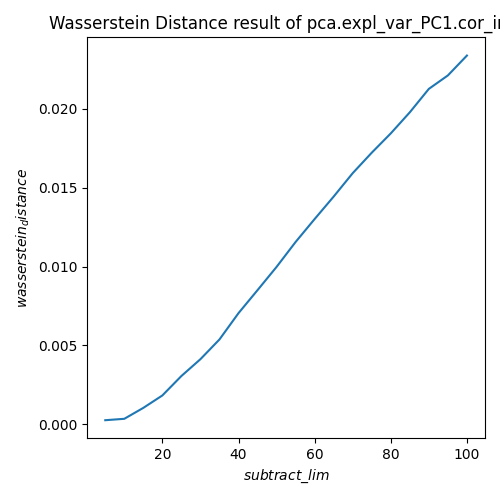 Wasserstein Distance result of pca.expl_var_PC1.cor_in
0.020
0.015
0.010
0.005
0.000
wasserstein_distance
20 40 60 80 100
subtract_lim